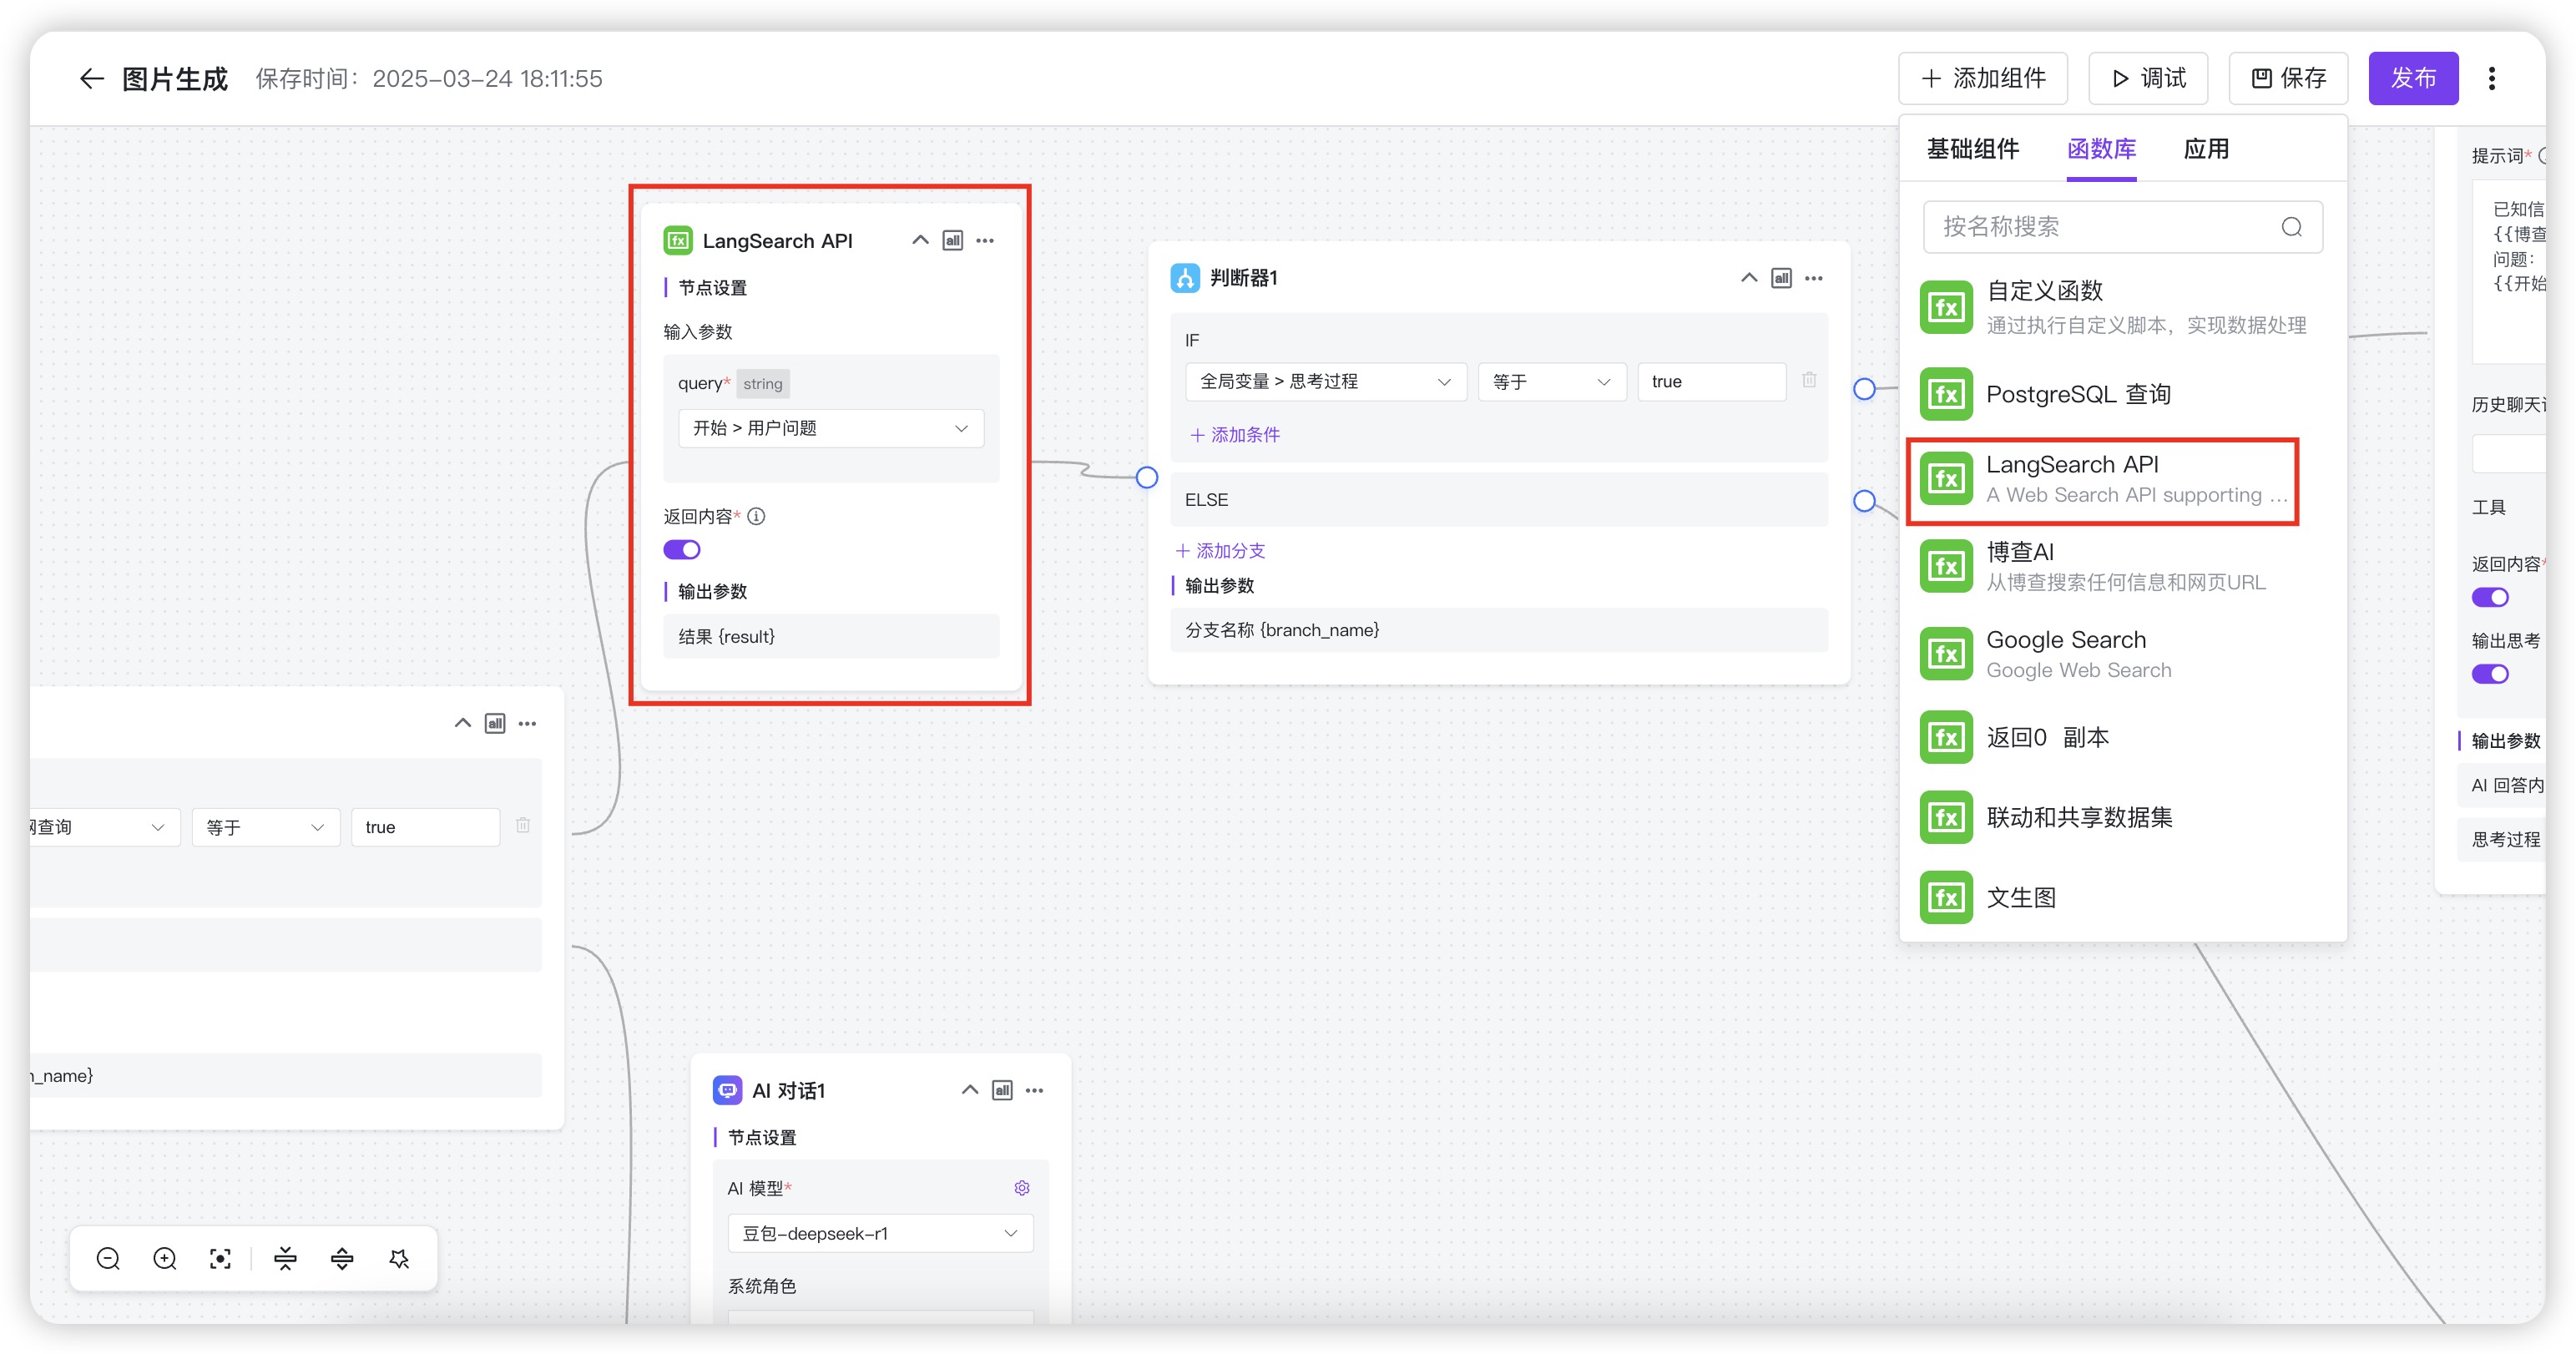 图片生成 保存时间：2025-03-24 18:11:55
添加组件
调试
保存
发布
LangSearch API
节点设置
输入参数
query* string
开始 > 用户问题
返回内容*
输出参数
结果 {result}
判断器1
IF
全局变量 > 思考过程 等于 true
添加条件
ELSE
添加分支
输出参数
分支名称 {branch_name}
基础组件 函数库 应用
按名称搜索
自定义函数
通过执行自定义脚本，实现数据处理
PostgreSQL 查询
LangSearch API
A Web Search API supporting ...
博查AI
从博查搜索任何信息和网页URL
Google Search
Google Web Search
返回0 副本
联动和共享数据集
文生图
提示词*
已知信
{{博查
问题：
{{开始
历史聊天
工具
返回内容*
输出思考
输出参数
AI 回答内
思考过程
查询 等于 true
_name}
AI 对话1
节点设置
AI 模型*
豆包-deepseek-r1
系统角色